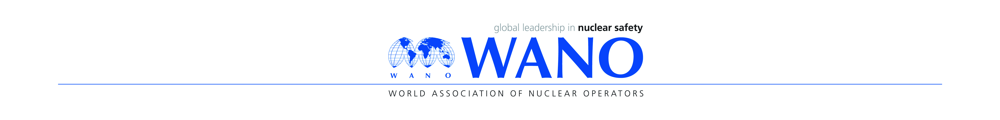 global leadership in nuclear safety
WANO
W A N O
WORLD ASSOCIATION OF NUCLEAR OPERATORS